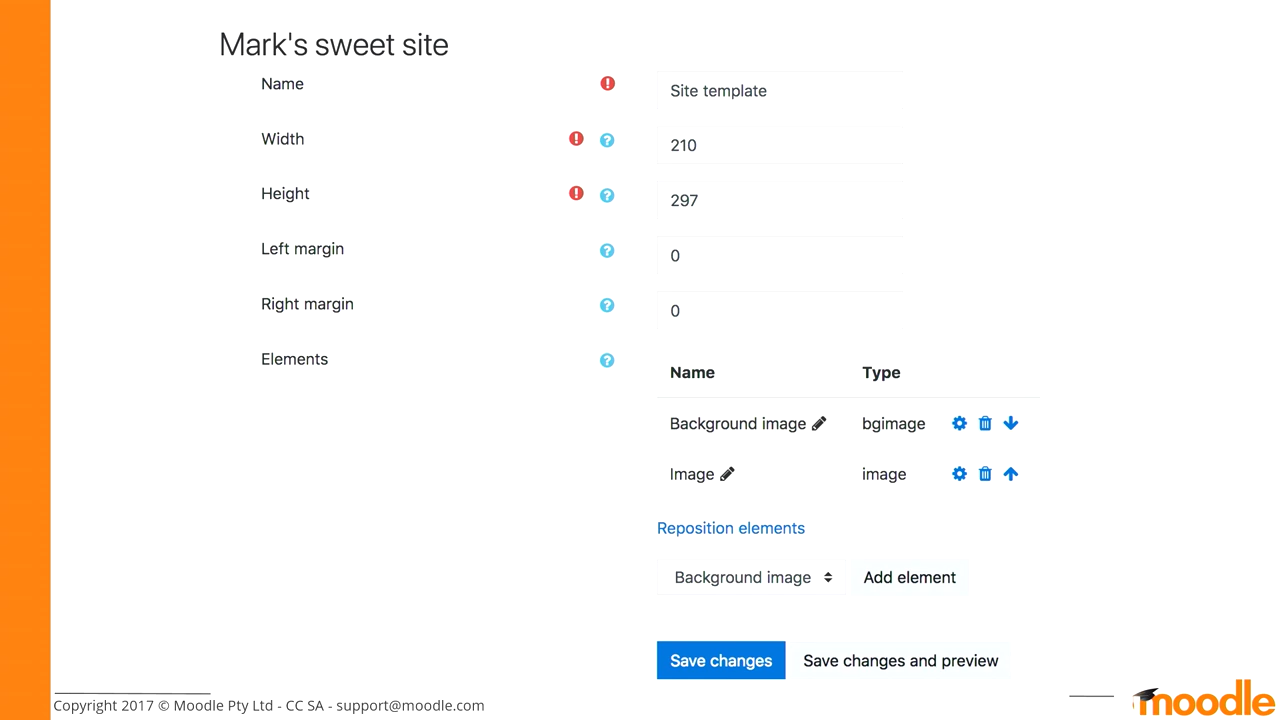 Mark's sweet site
Name
Site template
Width
210
Height
297
Left margin
0
Right margin
0
Elements
Name Type
Background image bgimage
Image image
Reposition elements
Background image Add element
Save changes Save changes and preview
Copyright 2017 © Moodle Pty Ltd - CC SA - support@moodle.com
moodle